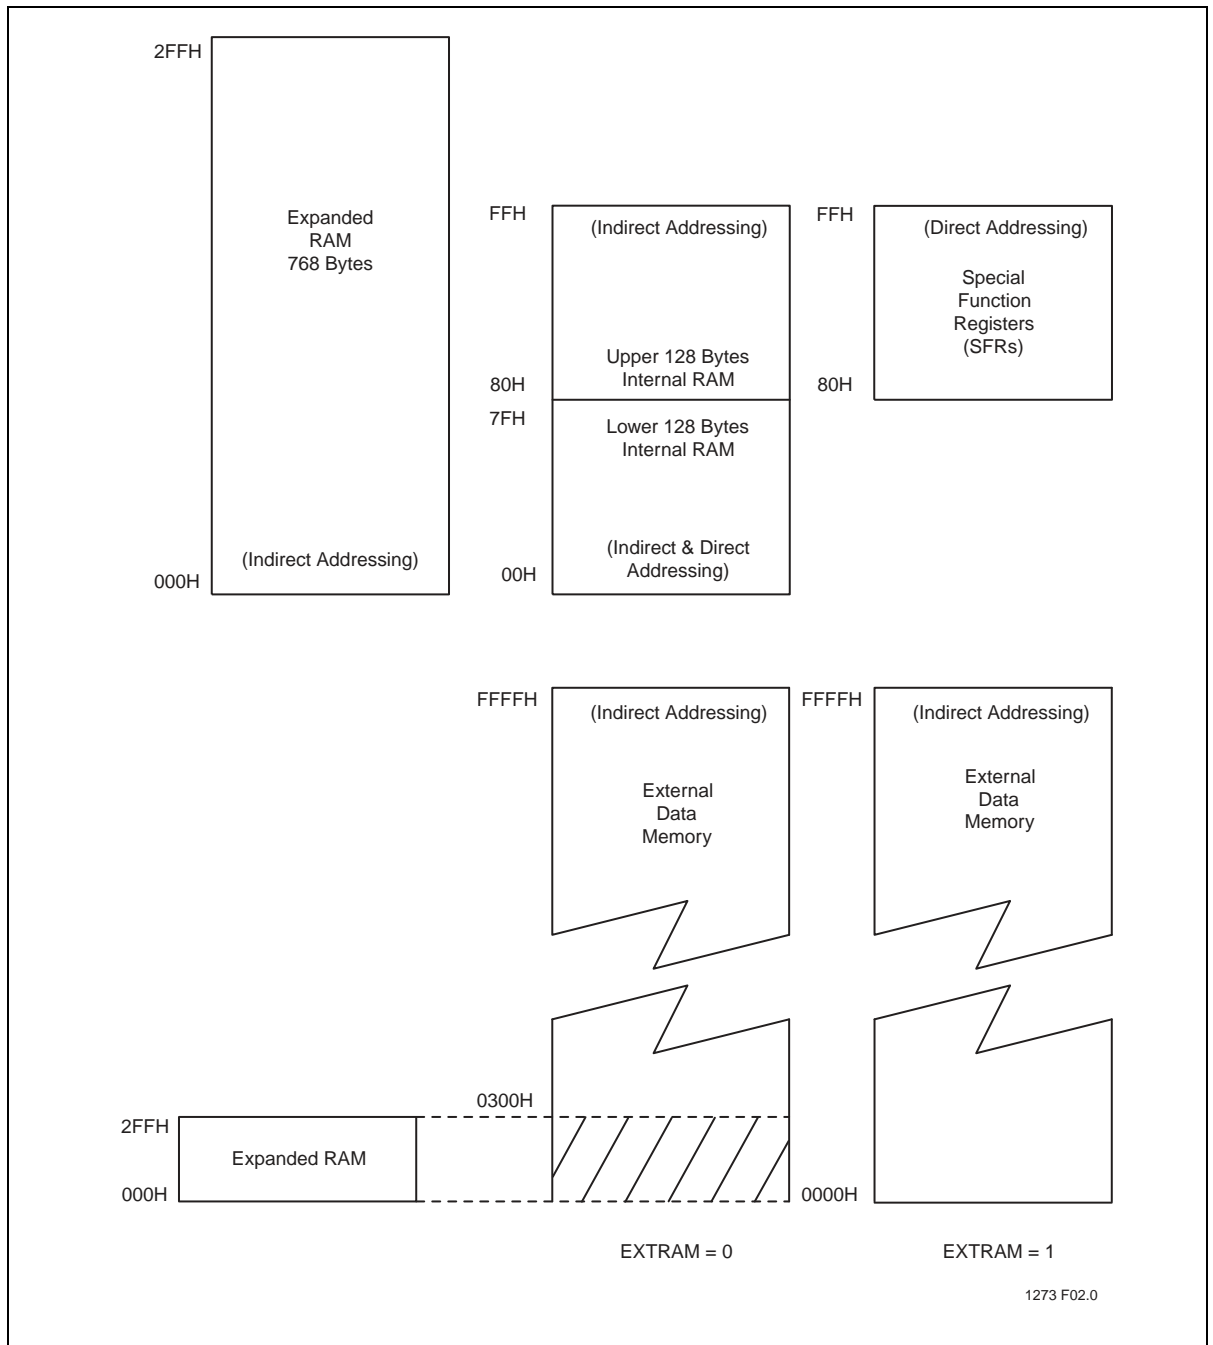 2FFH
Expanded
RAM
768 Bytes
(Indirect Addressing)
000H
FFH
(Indirect Addressing)
Upper 128 Bytes
Internal RAM
80H
7FH
Lower 128 Bytes
Internal RAM
(Indirect & Direct
Addressing)
00H
FFH
(Direct Addressing)
Special
Function
Registers
(SFRs)
80H
FFFFH
(Indirect Addressing)
External
Data
Memory
FFFFH
(Indirect Addressing)
External
Data
Memory
0300H
2FFH
Expanded RAM
000H
0000H
EXTRAM = 0
EXTRAM = 1
1273 F02.0